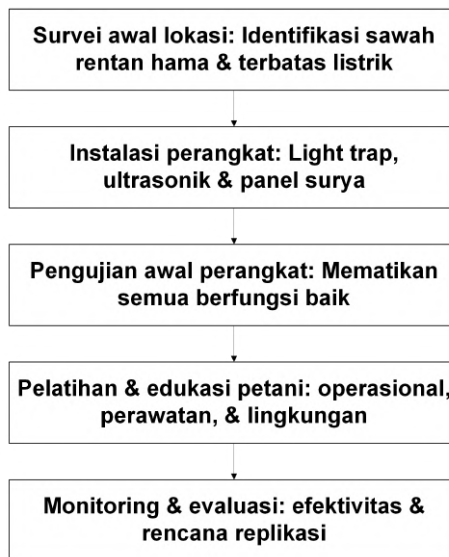 Survei awal lokasi: Identifikasi sawah
rentan hama & terbatas listrik
Instalasi perangkat: Light trap,
ultrasonik & panel surya
Pengujian awal perangkat: Mematikan
semua berfungsi baik
Pelatihan & edukasi petani: operasional,
perawatan, & lingkungan
Monitoring & evaluasi: efektivitas &
rencana replikasi